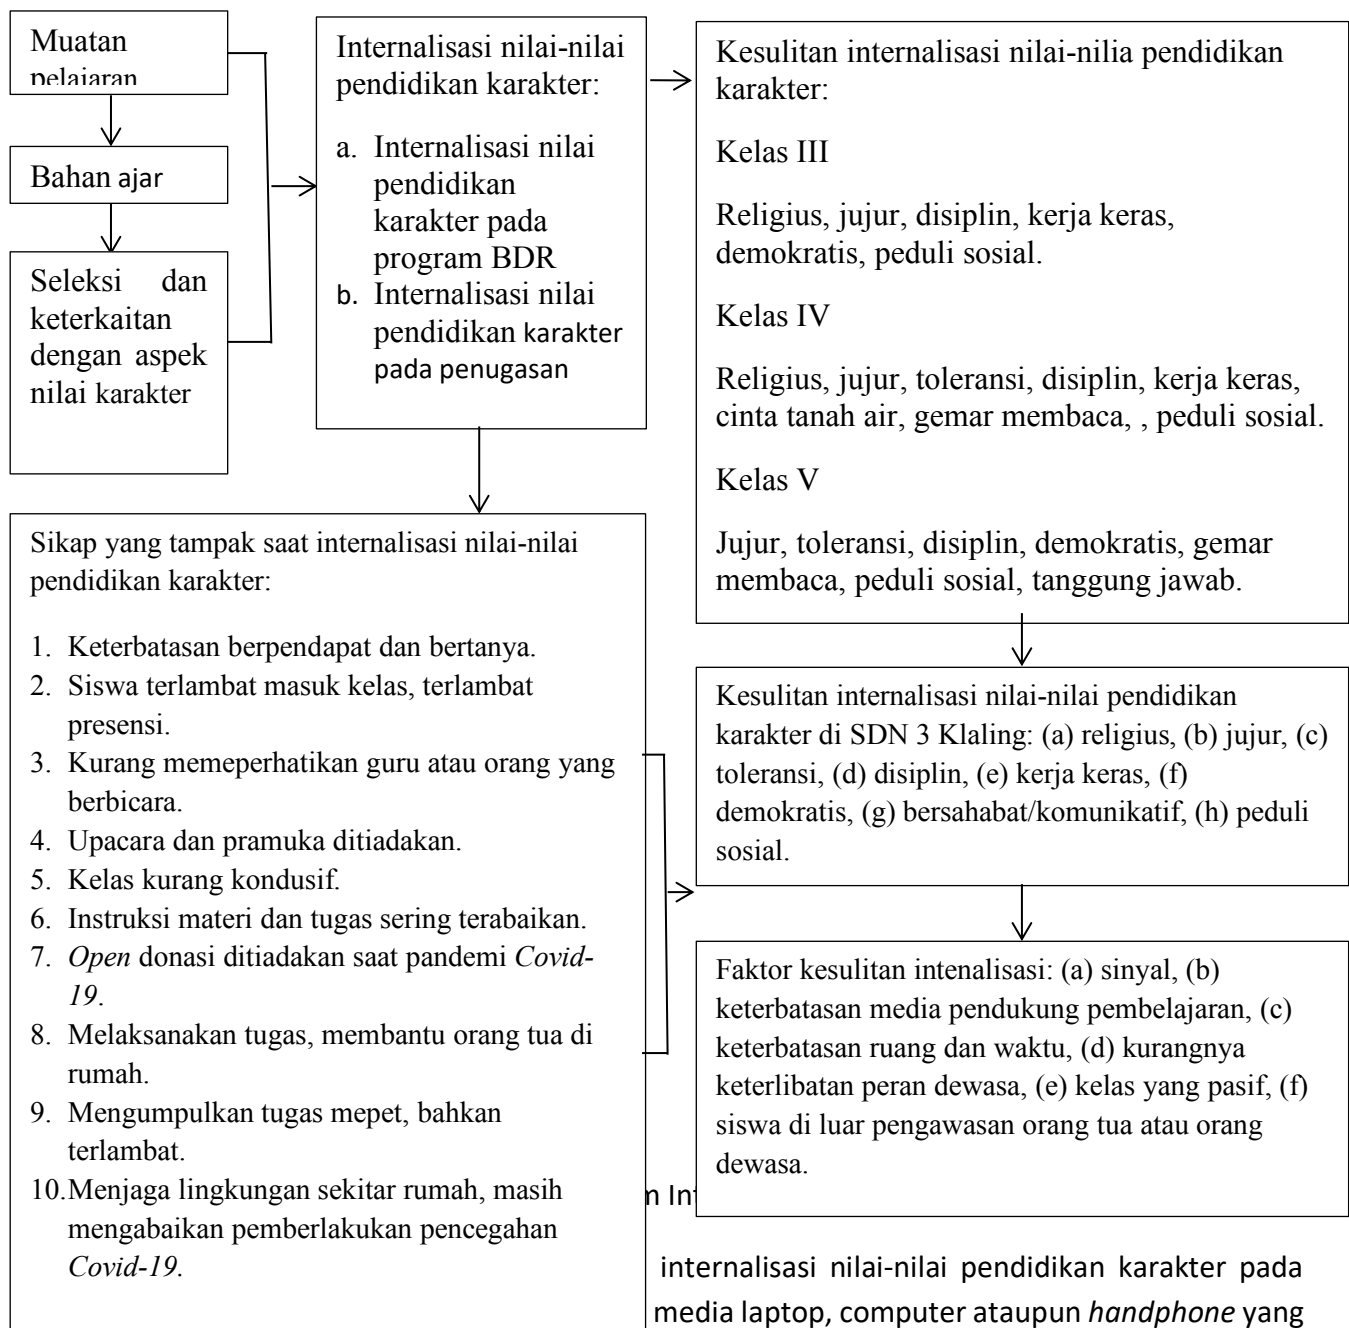 Muatan
pelajaran
Bahan ajar
Seleksi dan
keterkaitan
dengan aspek
nilai karakter
Internalisasi nilai-nilai
pendidikan karakter:
a. Internalisasi nilai
pendidikan
karakter pada
program BDR
b. Internalisasi nilai
pendidikan karakter
pada penugasan
Kesulitan internalisasi nilai-nilia pendidikan
karakter:
Kelas III
Religius, jujur, disiplin, kerja keras,
demokratis, peduli sosial.
Kelas IV
Religius, jujur, toleransi, disiplin, kerja keras,
cinta tanah air, gemar membaca, , peduli sosial.
Kelas V
Jujur, toleransi, disiplin, demokratis, gemar
membaca, peduli sosial, tanggung jawab.
Sikap yang tampak saat internalisasi nilai-nilai
pendidikan karakter:
1. Keterbatasan berpendapat dan bertanya.
2. Siswa terlambat masuk kelas, terlambat
presensi.
3. Kurang memeperhatikan guru atau orang yang
berbicara.
4. Upacara dan pramuka ditiadakan.
5. Kelas kurang kondusif.
6. Instruksi materi dan tugas sering terabaikan.
7. Open donasi ditiadakan saat pandemi Covid-
19.
8. Melaksanakan tugas, membantu orang tua di
rumah.
9. Mengumpulkan tugas mepet, bahkan
terlambat.
10.Menjaga lingkungan sekitar rumah, masih
mengabaikan pemberlakukan pencegahan
Covid-19.
Kesulitan internalisasi nilai-nilai pendidikan
karakter di SDN 3 Klaling: (a) religius, (b) jujur, (c)
toleransi, (d) disiplin, (e) kerja keras, (f)
demokratis, (g) bersahabat/komunikatif, (h) peduli
sosial.
Faktor kesulitan intenalisasi: (a) sinyal, (b)
keterbatasan media pendukung pembelajaran, (c)
keterbatasan ruang dan waktu, (d) kurangnya
keterlibatan peran dewasa, (e) kelas yang pasif, (f)
siswa di luar pengawasan orang tua atau orang
dewasa.
internalisasi nilai-nilai pendidikan karakter pada
media laptop, computer ataupun handphone yang